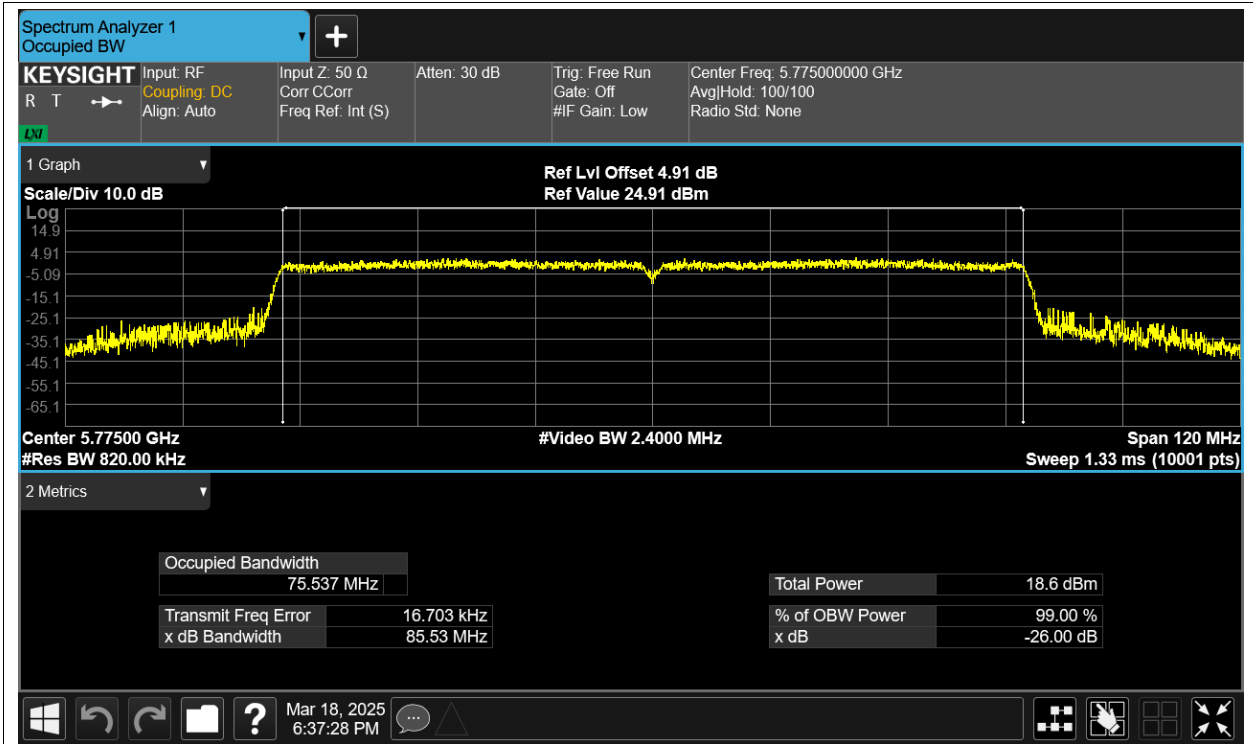 Spectrum Analyzer 1
Occupied BW
+
KEYSIGHT
R T
LXI
Input: RF
Coupling: DC
Align: Auto
Input Z: 50 Ω
Corr CCorr
Freq Ref: Int (S)
Atten: 30 dB
Trig: Free Run
Gate: Off
#IF Gain: Low
Center Freq: 5.775000000 GHz
Avg|Hold: 100/100
Radio Std: None
1 Graph
Scale/Div 10.0 dB
Ref Lvl Offset 4.91 dB
Ref Value 24.91 dBm
Log
14.9
4.91
-5.09
-15.1
-25.1
-35.1
-45.1
-55.1
-65.1
Center 5.77500 GHz
#Res BW 820.00 kHz
#Video BW 2.4000 MHz
Span 120 MHz
Sweep 1.33 ms (10001 pts)
2 Metrics
Occupied Bandwidth
75.537 MHz
Transmit Freq Error 16.703 kHz
x dB Bandwidth 85.53 MHz
Total Power 18.6 dBm
% of OBW Power 99.00 %
x dB -26.00 dB
?
Mar 18, 2025
6:37:28 PM